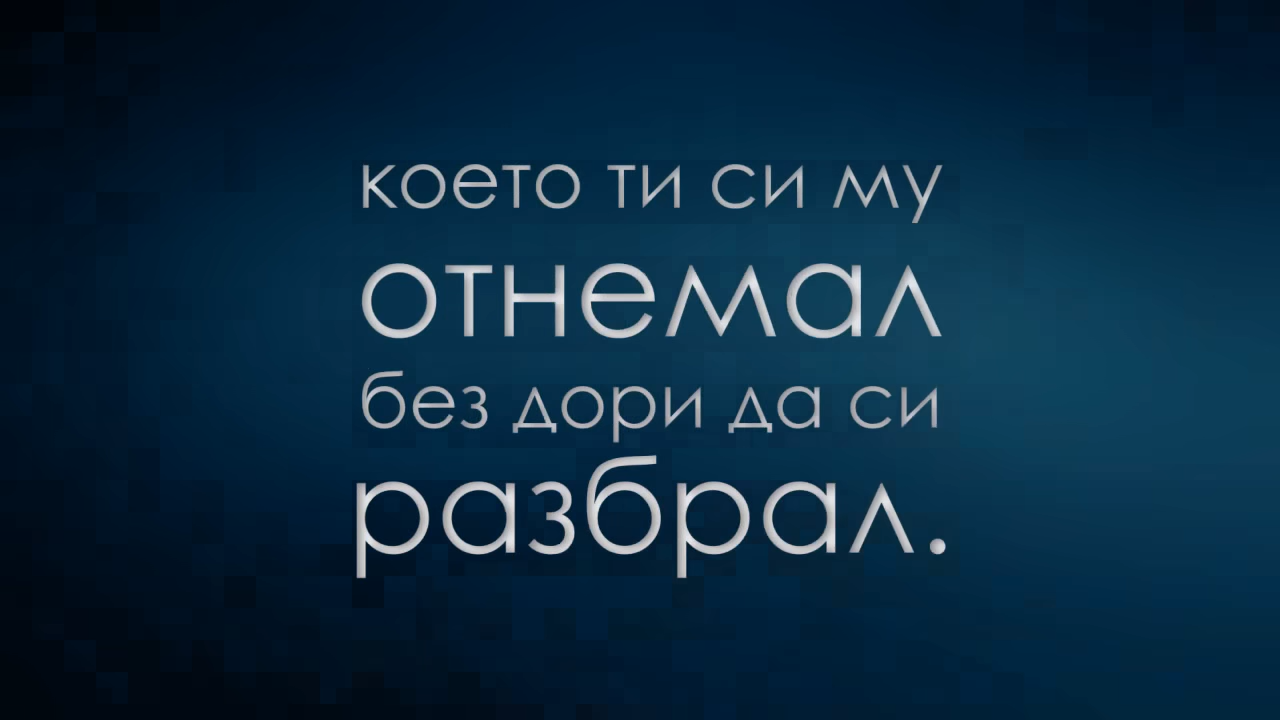 което ти си му
отнемал
без дори да си
разбрал.